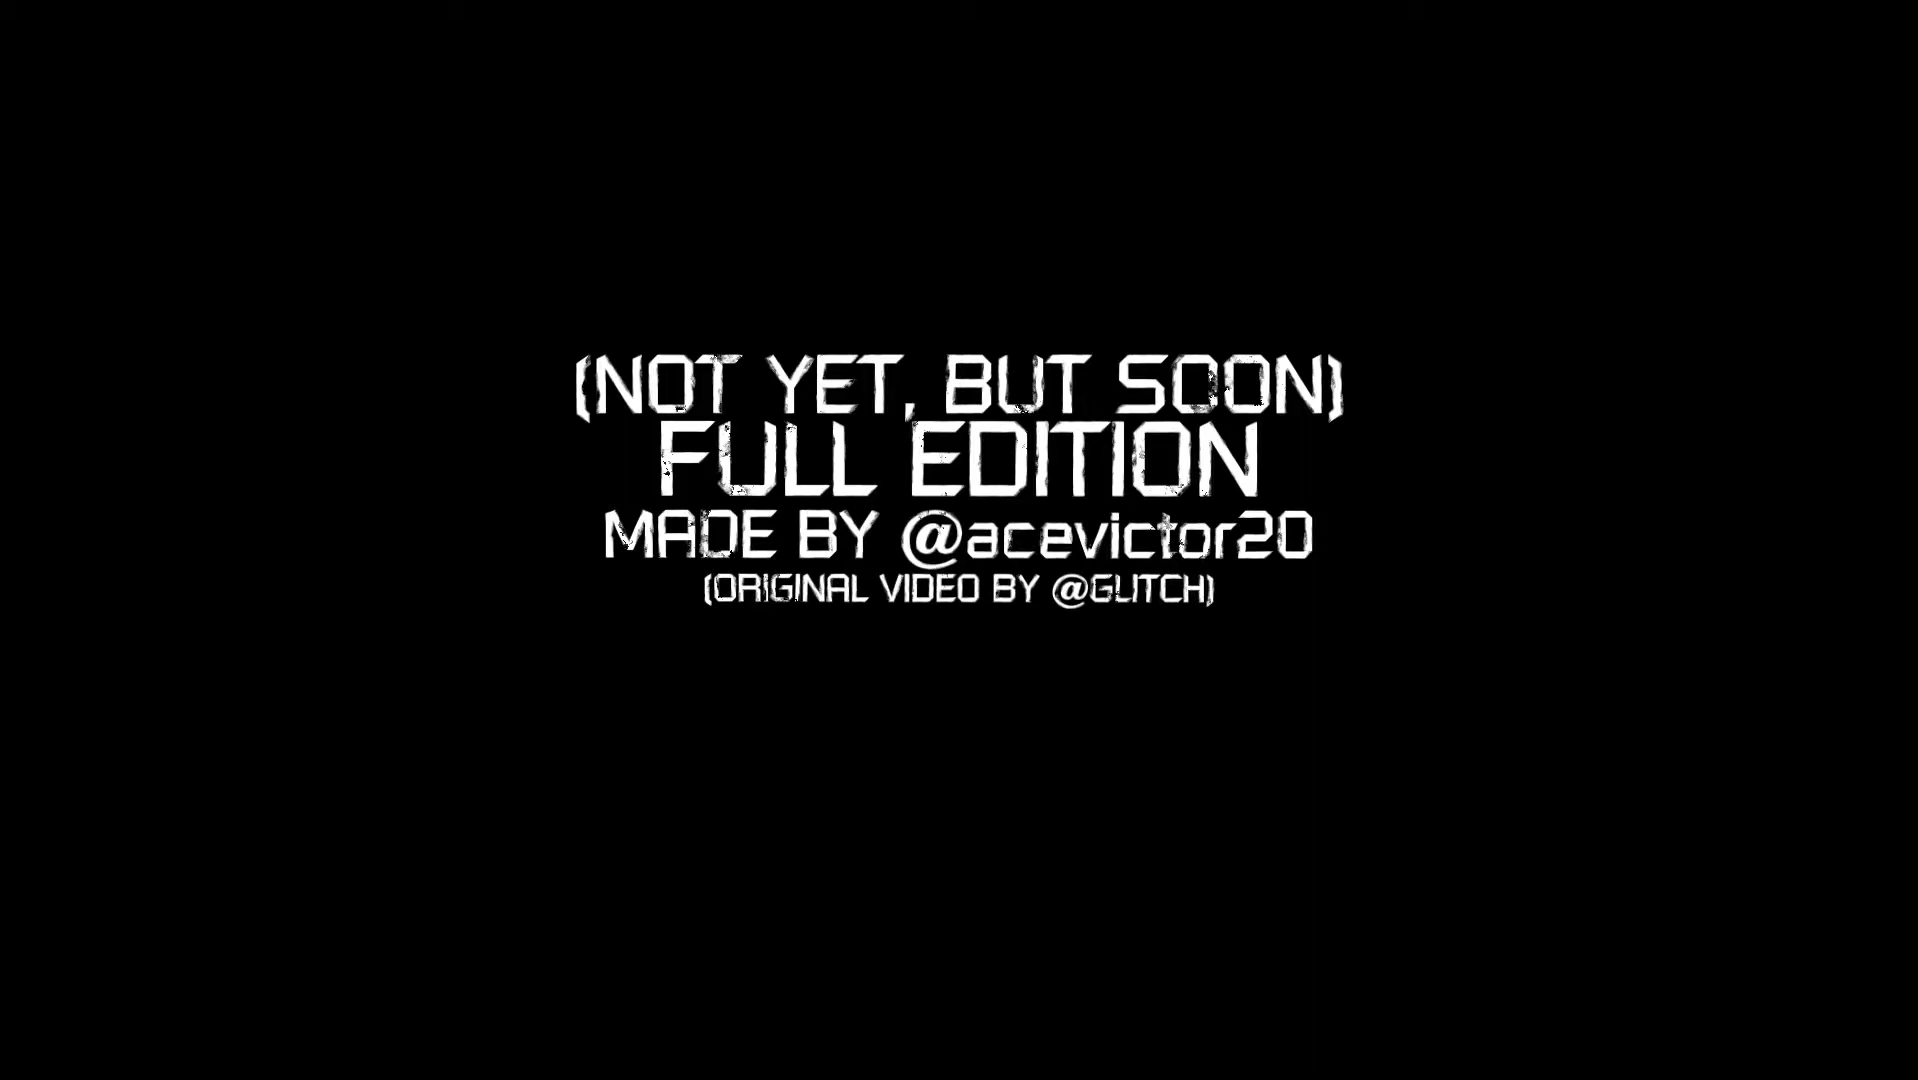 (NOT YET, BUT SOON)
FULL EDITION
MADE BY @acevictor20
(ORIGINAL VIDEO BY @GLITCH)